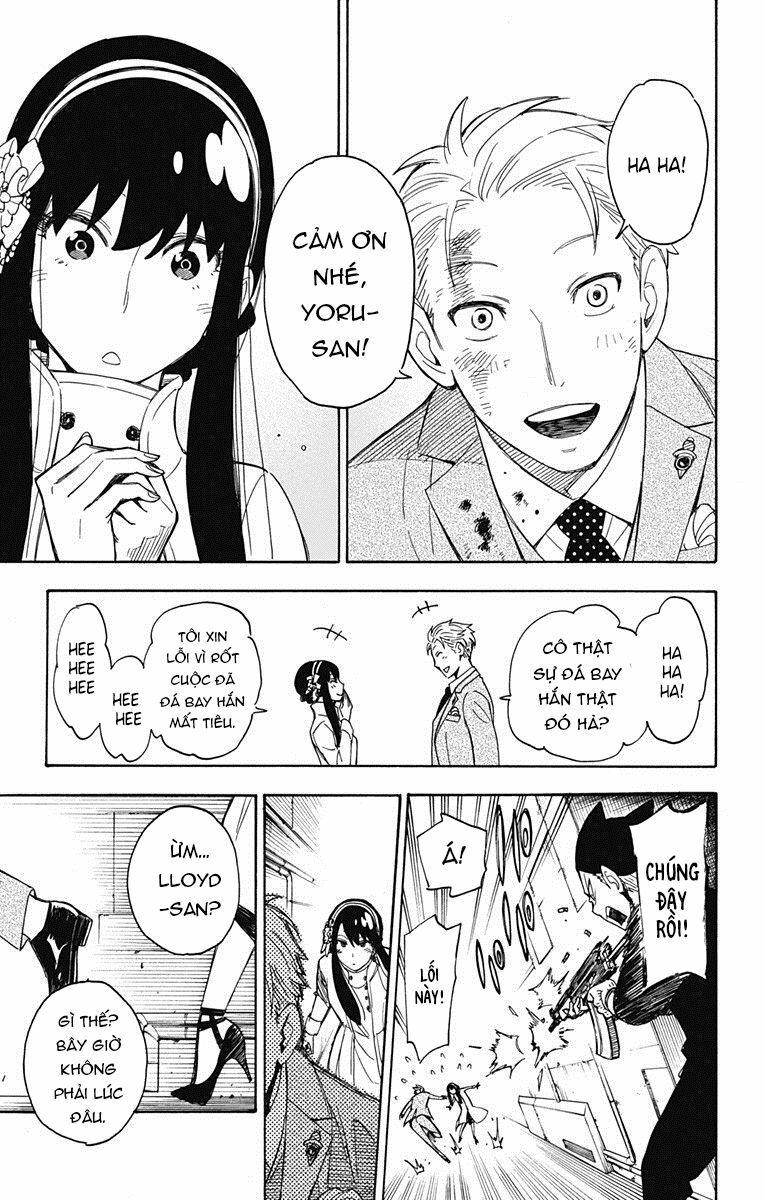 HA HA!
CẢM ƠN
NHÉ,
YORU-
SAN!
HA
HA
HA!
CÔ THẬT
SỰ ĐÁ BAY
HẮN THẬT
ĐÓ HẢ?
TÔI XIN
LỖI VÌ RỐT
CUỘC ĐÃ
ĐÁ BAY HẮN
MẤT TIÊU.
HEE
HEE
HEE
HEE
HEE
CHÚNG
ĐÂY
RỒI!
Á!
LỐI
NÀY!
ỪM...
LLOYD
-SAN?
GÌ THẾ?
BÂY GIỜ
KHÔNG
PHẢI LÚC
ĐÂU.